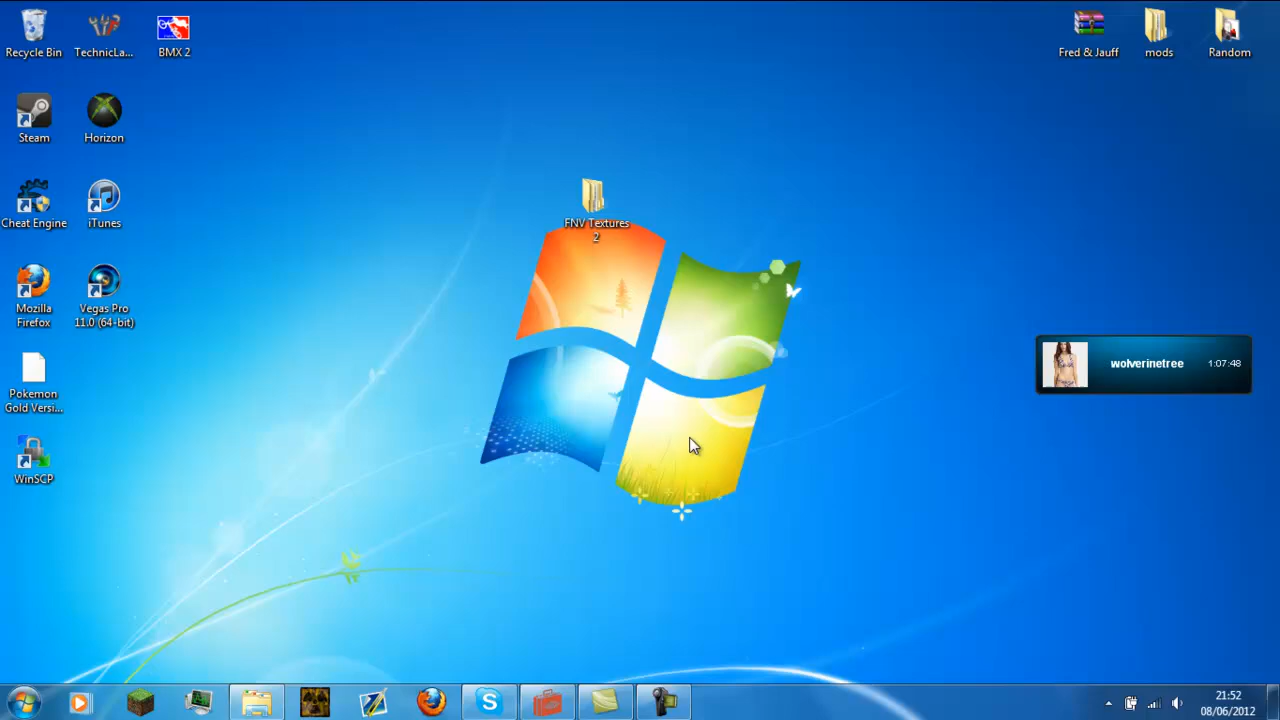 Recycle Bin
TechnicLa...
BMX 2
Fred & Jauff
mods
Random
Steam
Horizon
FNV Textures
2
Cheat Engine
iTunes
Mozilla
Firefox
Vegas Pro
11.0 (64-bit)
wolverinetree
1:07:48
Pokemon
Gold Versi...
WinSCP
21:52
08/06/2012